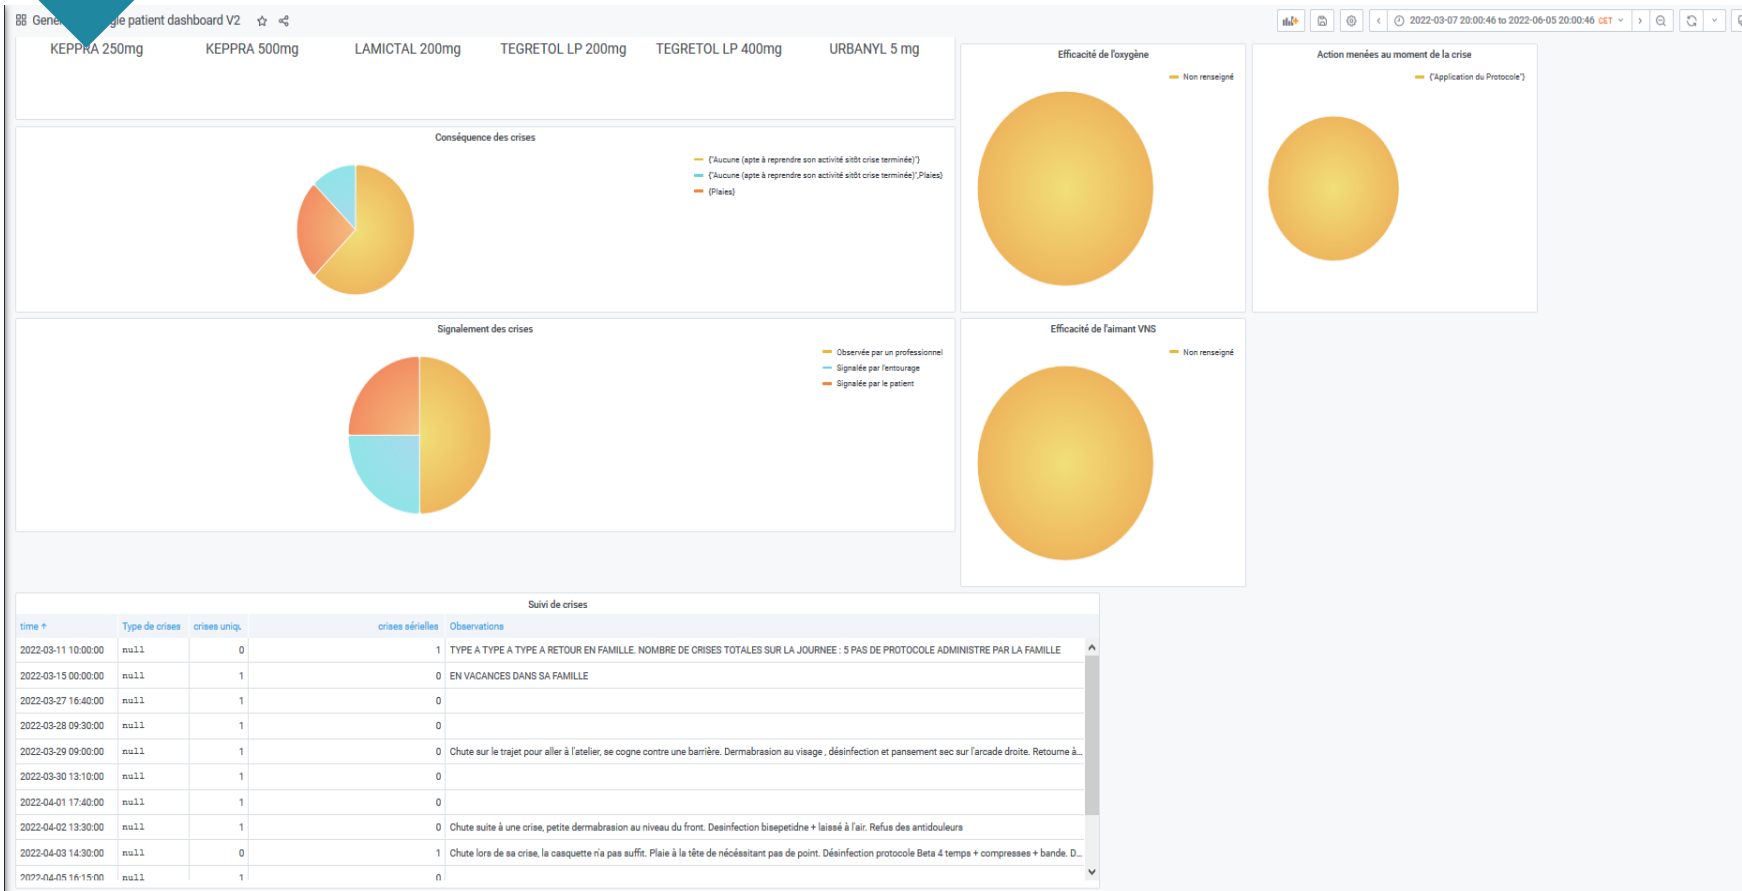 Gene
gle patient dashboard V2
2022-03-07 20:00:46 to 2022-06-05 20:00:46 CET
KEPPRA 250mg KEPPRA 500mg LAMICTAL 200mg TEGRETOL LP 200mg TEGRETOL LP 400mg URBANYL 5 mg
Efficacité de l'oxygène
Non renseigné
Action menées au moment de la crise
{"Application du Protocole"}
Conséquence des crises
{"Aucune (apte à reprendre son activité sitôt crise terminée)"}
{"Aucune (apte à reprendre son activité sitôt crise terminée)",Plaies}
{Plaies}
Signalement des crises
Observée par un professionnel
Signalée par l'entourage
Signalée par le patient
Efficacité de l'aimant VNS
Non renseigné
Suivi de crises
time ↑ Type de crises crises uniqu. crises sérielles Observations
2022-03-11 10:00:00 null 0 1 TYPE A TYPE A TYPE A RETOUR EN FAMILLE. NOMBRE DE CRISES TOTALES SUR LA JOURNEE : 5 PAS DE PROTOCOLE ADMINISTRE PAR LA FAMILLE
2022-03-15 00:00:00 null 1 0 EN VACANCES DANS SA FAMILLE
2022-03-27 16:40:00 null 1 0
2022-03-28 09:30:00 null 1 0
2022-03-29 09:00:00 null 1 0 Chute sur le trajet pour aller à l'atelier, se cogne contre une barrière. Dermabrasion au visage , désinfection et pansement sec sur l'arcade droite. Retourne à...
2022-03-30 13:10:00 null 1 0
2022-04-01 17:40:00 null 1 0
2022-04-02 13:30:00 null 1 0 Chute suite à une crise, petite dermabrasion au niveau du front. Desinfection bisepetidne + laissé à l'air. Refus des antidouleurs
2022-04-03 14:30:00 null 0 1 Chute lors de sa crise, la casquette n'a pas suffit. Plaie à la tête de nécéssitant pas de point. Désinfection protocole Beta 4 temps + compresses + bande. D...
2022-04-05 16:15:00 null 1 0